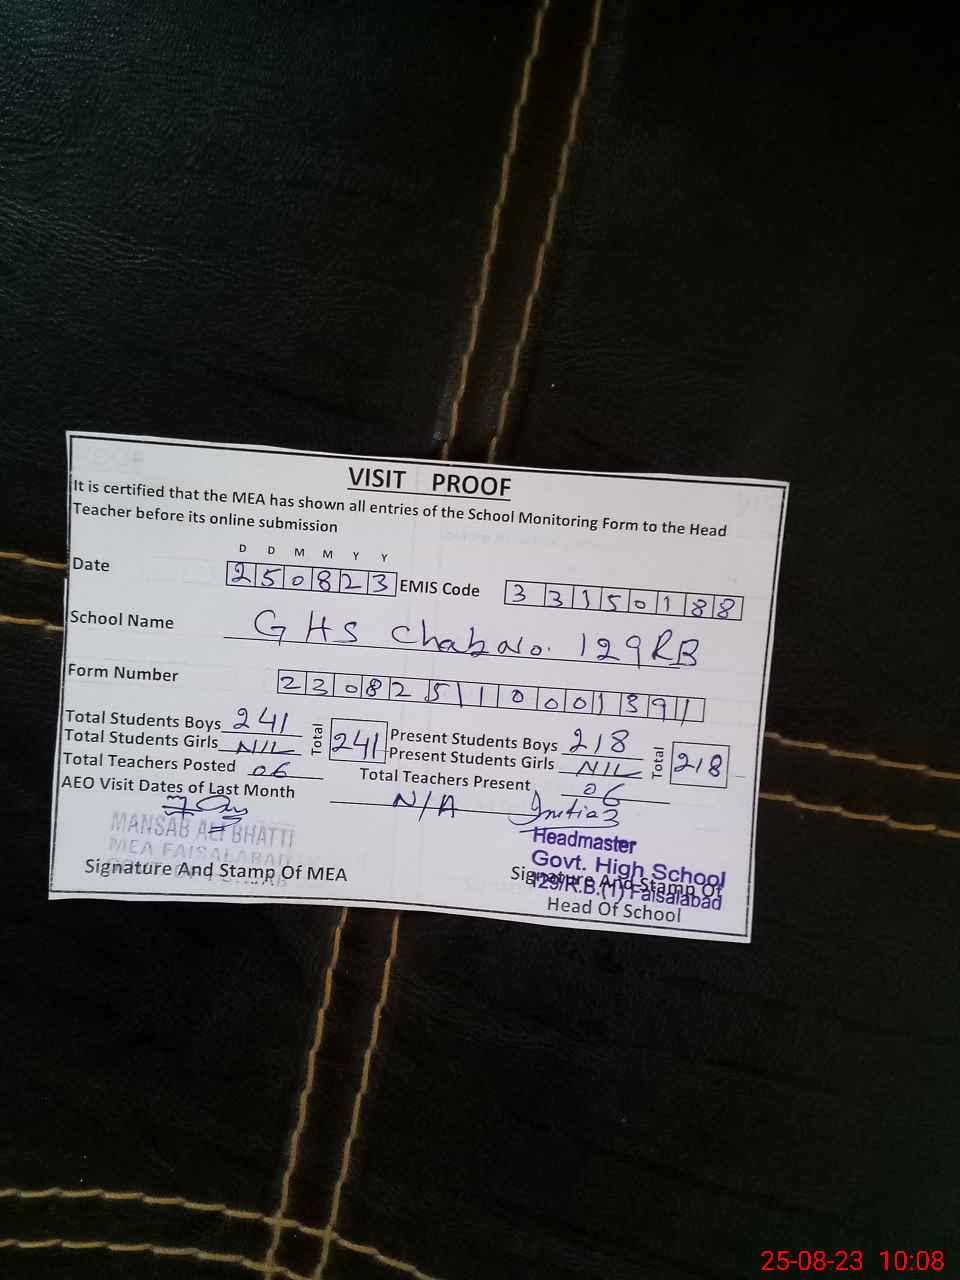 VISIT PROOF
It is certified that the MEA has shown all entries of the School Monitoring Form to the Head
Teacher before its online submission
D D M M Y Y
Date 250823 EMIS Code 33150188
School Name GHS Chak No. 129RB
Form Number 230825110001391
Total Students Boys 241 Total 241 Present Students Boys 218 Total 218
Total Students Girls NIL Present Students Girls NIL
Total Teachers Posted 06 Total Teachers Present 06
AEO Visit Dates of Last Month N/A
MANSAB ALI BHATTI
MEA FAISALABAD
Signature And Stamp Of MEA
Headmaster
Govt. High School
129/R.B.(1) Faisalabad
Signature And Stamp Of
Head Of School
25-08-23 10:08